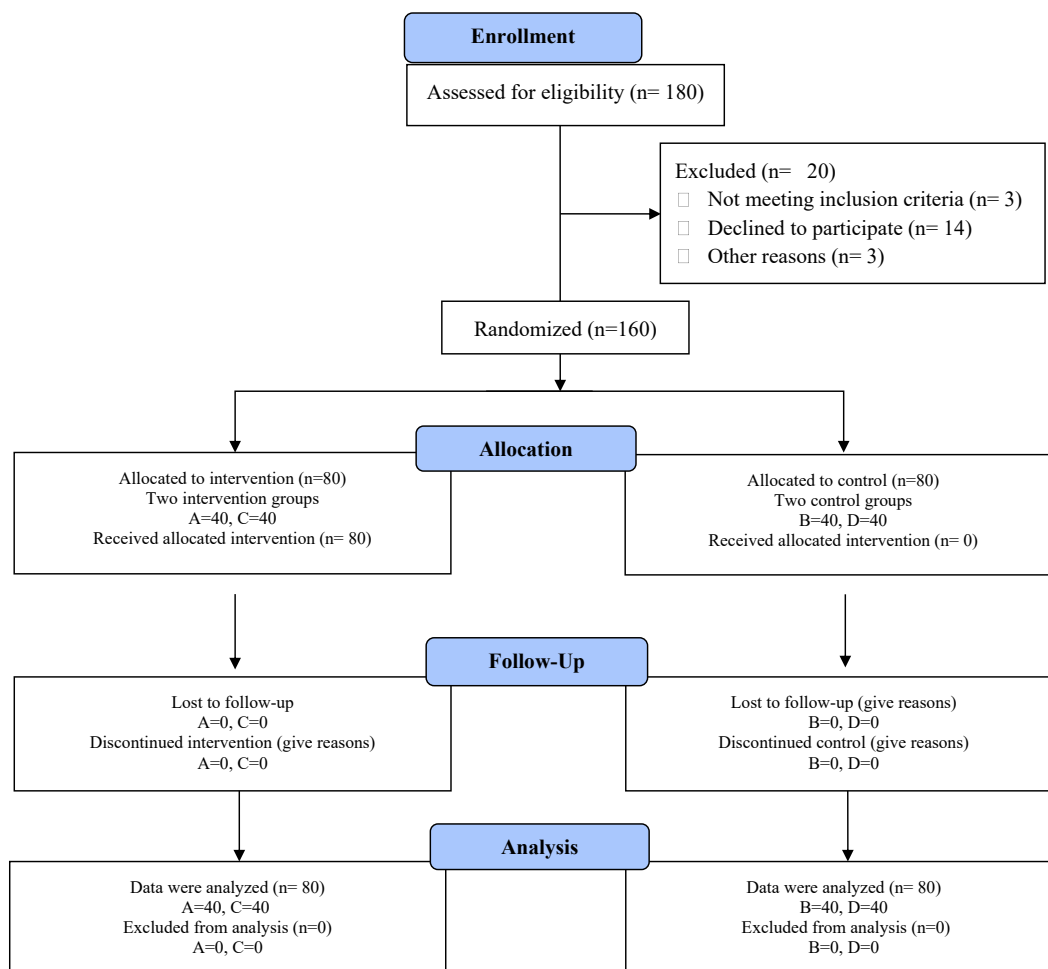 Enrollment
Assessed for eligibility (n= 180)
Excluded (n= 20)
Not meeting inclusion criteria (n= 3)
Declined to participate (n= 14)
Other reasons (n= 3)
Randomized (n=160)
Allocation
Allocated to intervention (n=80)
Two intervention groups
A=40, C=40
Received allocated intervention (n= 80)
Allocated to control (n=80)
Two control groups
B=40, D=40
Received allocated intervention (n= 0)
Follow-Up
Lost to follow-up
A=0, C=0
Discontinued intervention (give reasons)
A=0, C=0
Lost to follow-up (give reasons)
B=0, D=0
Discontinued control (give reasons)
B=0, D=0
Analysis
Data were analyzed (n= 80)
A=40, C=40
Excluded from analysis (n=0)
A=0, C=0
Data were analyzed (n= 80)
B=40, D=40
Excluded from analysis (n=0)
B=0, D=0